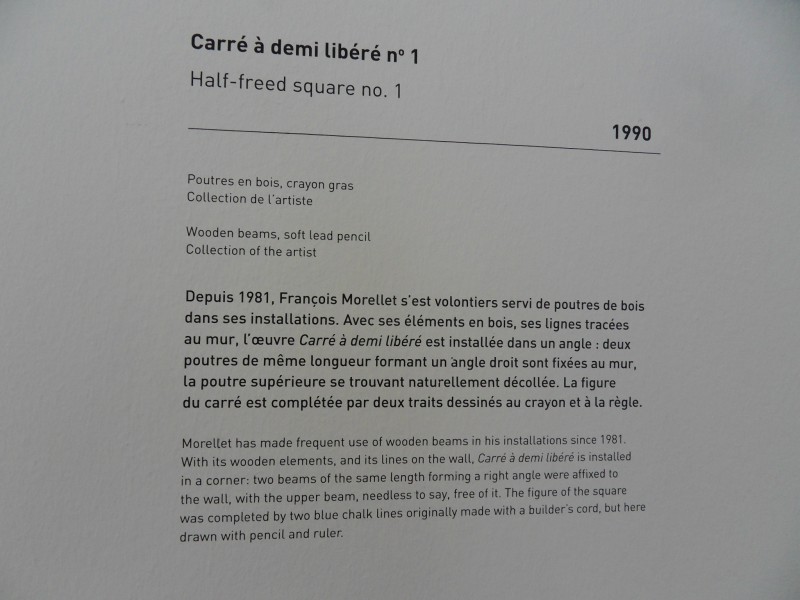 Carré à demi libéré nº 1
Half-freed square no. 1
1990
Poutres en bois, crayon gras
Collection de l'artiste
Wooden beams, soft lead pencil
Collection of the artist
Depuis 1981, François Morellet s'est volontiers servi de poutres de bois
dans ses installations. Avec ses éléments en bois, ses lignes tracées
au mur, l'œuvre Carré à demi libéré est installée dans un angle : deux
poutres de même longueur formant un angle droit sont fixées au mur,
la poutre supérieure se trouvant naturellement décollée. La figure
du carré est complétée par deux traits dessinés au crayon et à la règle.
Morellet has made frequent use of wooden beams in his installations since 1981.
With its wooden elements, and its lines on the wall, Carré à demi libéré is installed
in a corner: two beams of the same length forming a right angle were affixed to
the wall, with the upper beam, needless to say, free of it. The figure of the square
was completed by two blue chalk lines originally made with a builder's cord, but here
drawn with pencil and ruler.